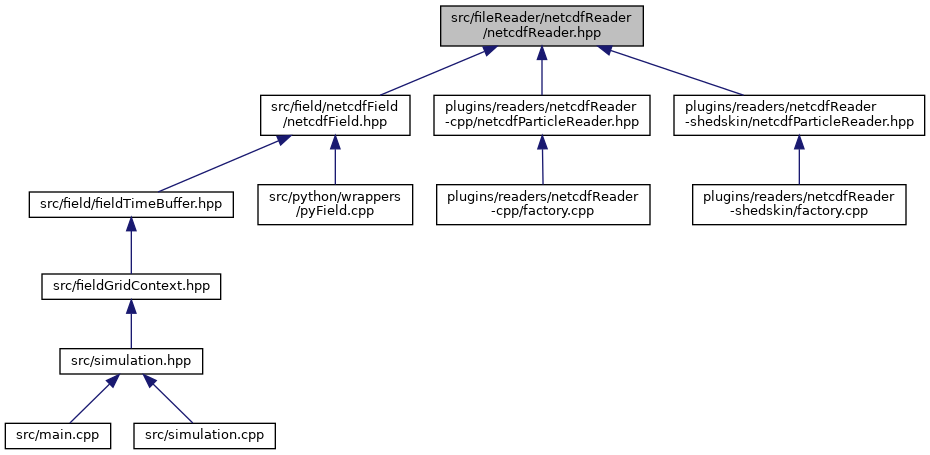 src/fileReader/netcdfReader
/netcdfReader.hpp
src/field/netcdfField
/netcdfField.hpp
plugins/readers/netcdfReader
-cpp/netcdfParticleReader.hpp
plugins/readers/netcdfReader
-shedskin/netcdfParticleReader.hpp
src/field/fieldTimeBuffer.hpp
src/python/wrappers
/pyField.cpp
plugins/readers/netcdfReader
-cpp/factory.cpp
plugins/readers/netcdfReader
-shedskin/factory.cpp
src/fieldGridContext.hpp
src/simulation.hpp
src/main.cpp
src/simulation.cpp